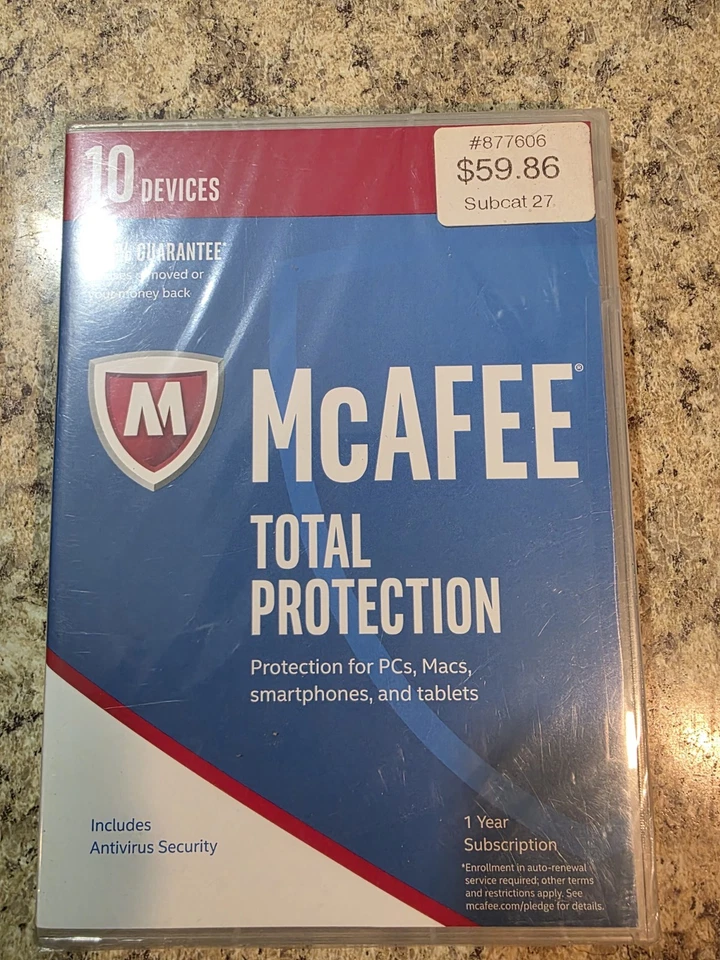 #877606
$59.86
Subcat 27
10 DEVICES
GUARANTEE*
or
your money back
M
McAFEE®
TOTAL
PROTECTION
Protection for PCs, Macs,
smartphones, and tablets
Includes
Antivirus Security
1 Year
Subscription
*Enrollment in auto-renewal
service required; other terms
and restrictions apply. See
mcafee.com/pledge for details.